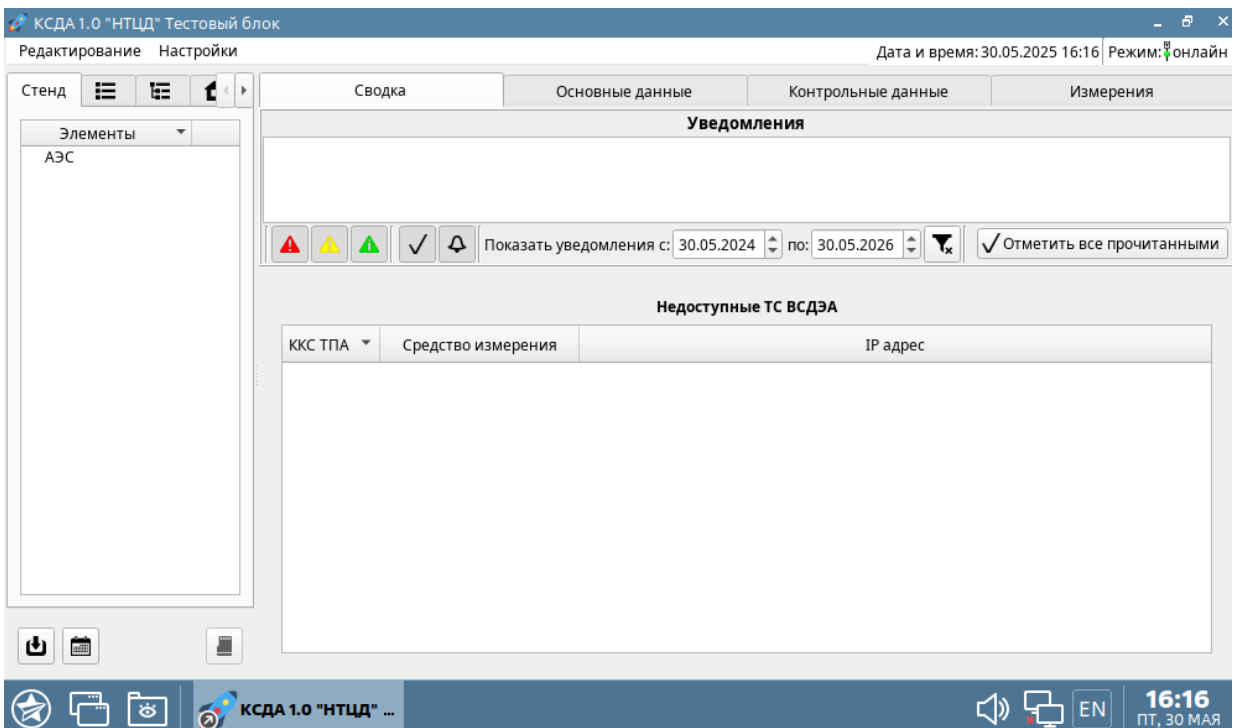 КСДА 1.0 "НТЦД" Тестовый блок
Редактирование Настройки Дата и время: 30.05.2025 16:16 Режим: онлайн
Стенд Сводка Основные данные Контрольные данные Измерения
Уведомления
Элементы
АЭС
Показать уведомления с: 30.05.2024 по: 30.05.2026 Отметить все прочитанными
Недоступные ТС ВСДЭА
ККС ТПА Средство измерения IP адрес
КСДА 1.0 "НТЦД" ... EN 16:16
ПТ, 30 МАЯ